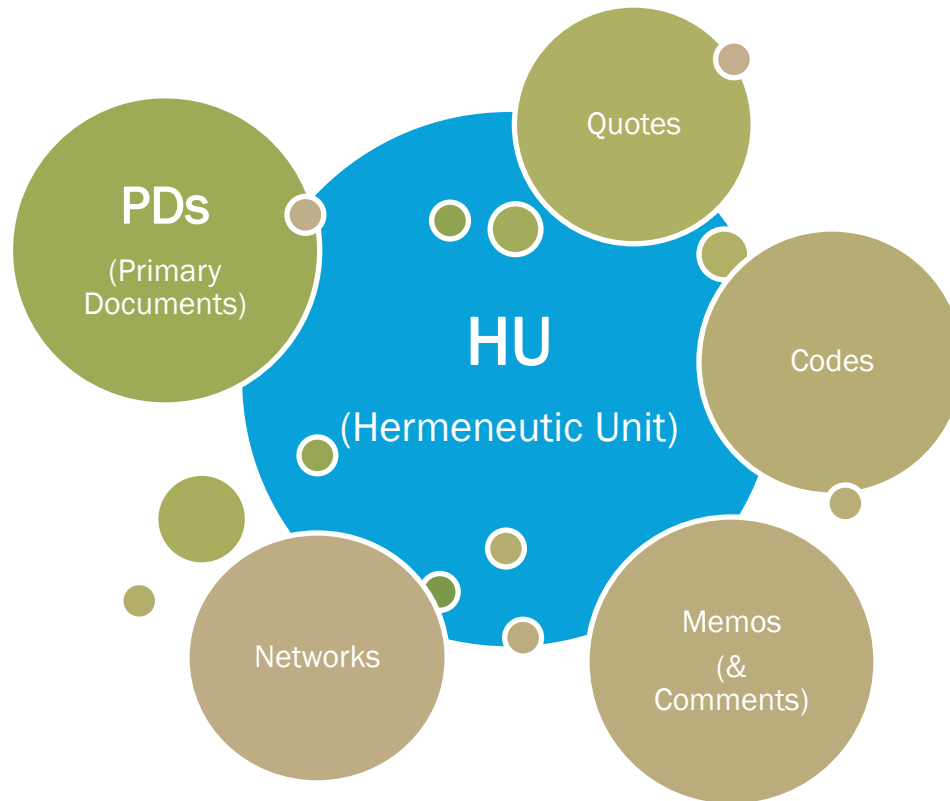 Quotes
PDs
(Primary
Documents)
HU
(Hermeneutic Unit)
Codes
Networks
Memos
(&
Comments)